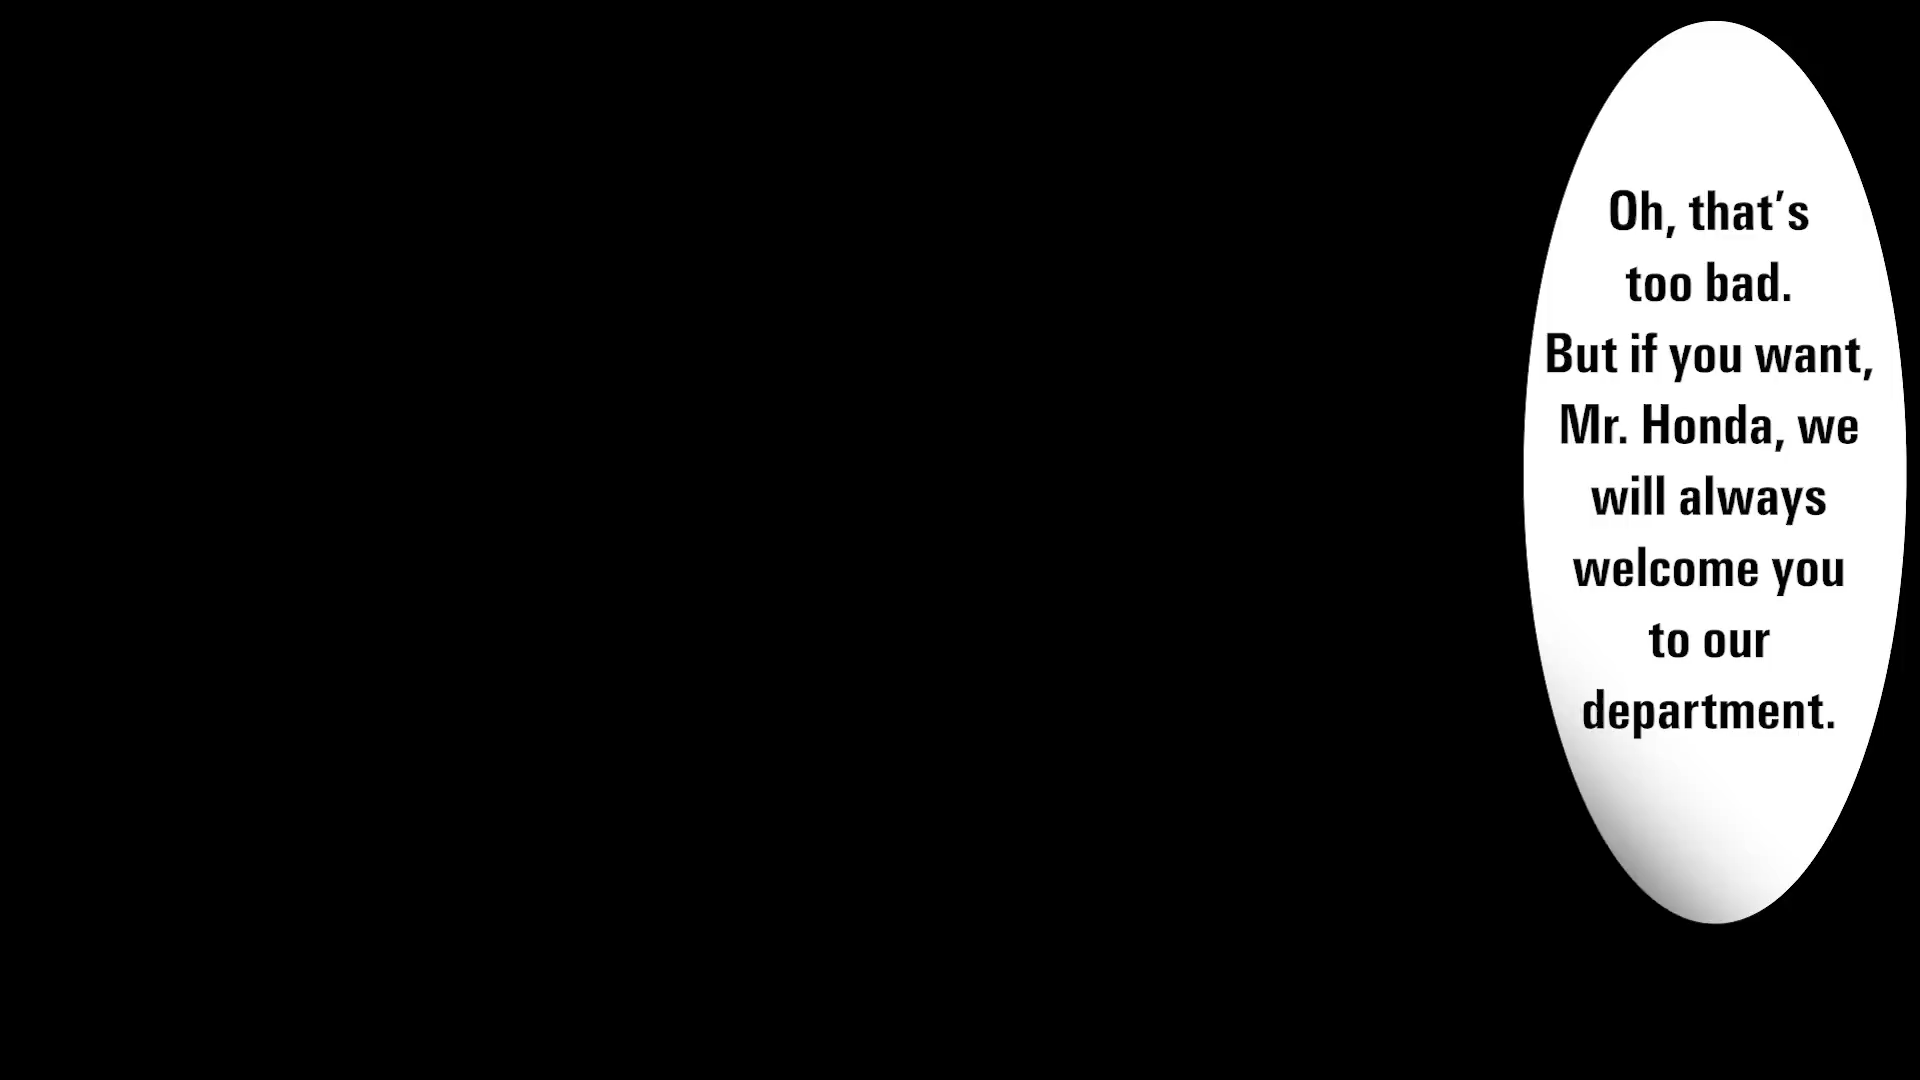 Oh, that’s
too bad.
But if you want,
Mr. Honda, we
will always
welcome you
to our
department.